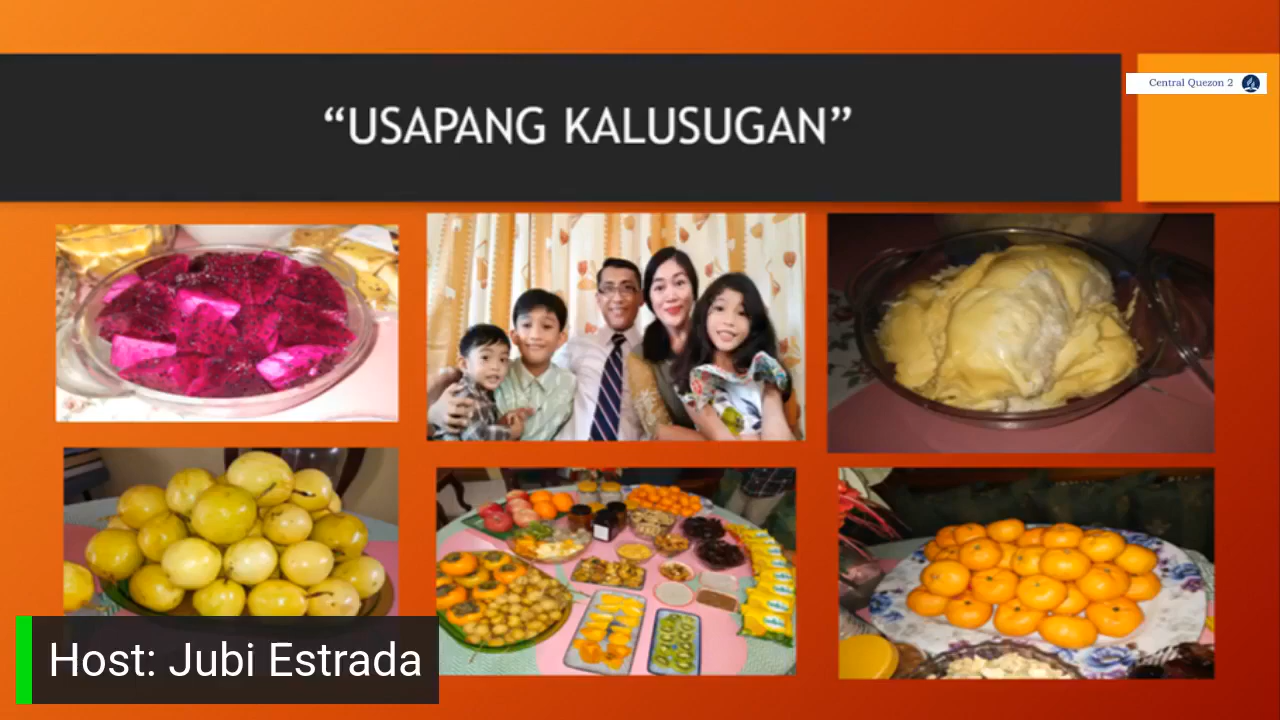 “USAPANG KALUSUGAN”
Central Quezon 2
Host: Jubi Estrada